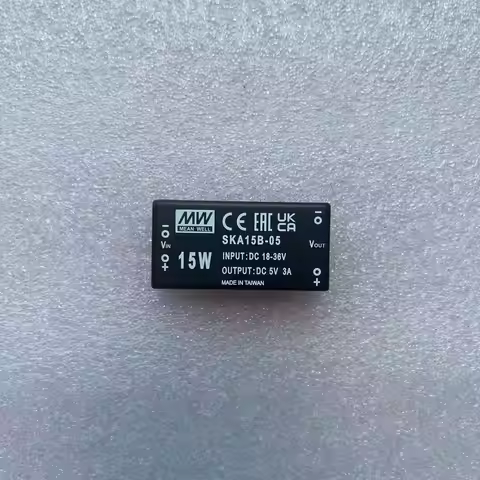 MW
MEAN WELL
CE EAC UK CA
SKA15B-05
15W
INPUT:DC 18-36V
OUTPUT:DC 5V 3A
MADE IN TAIWAN
−
VIN
+
−
VOUT
+